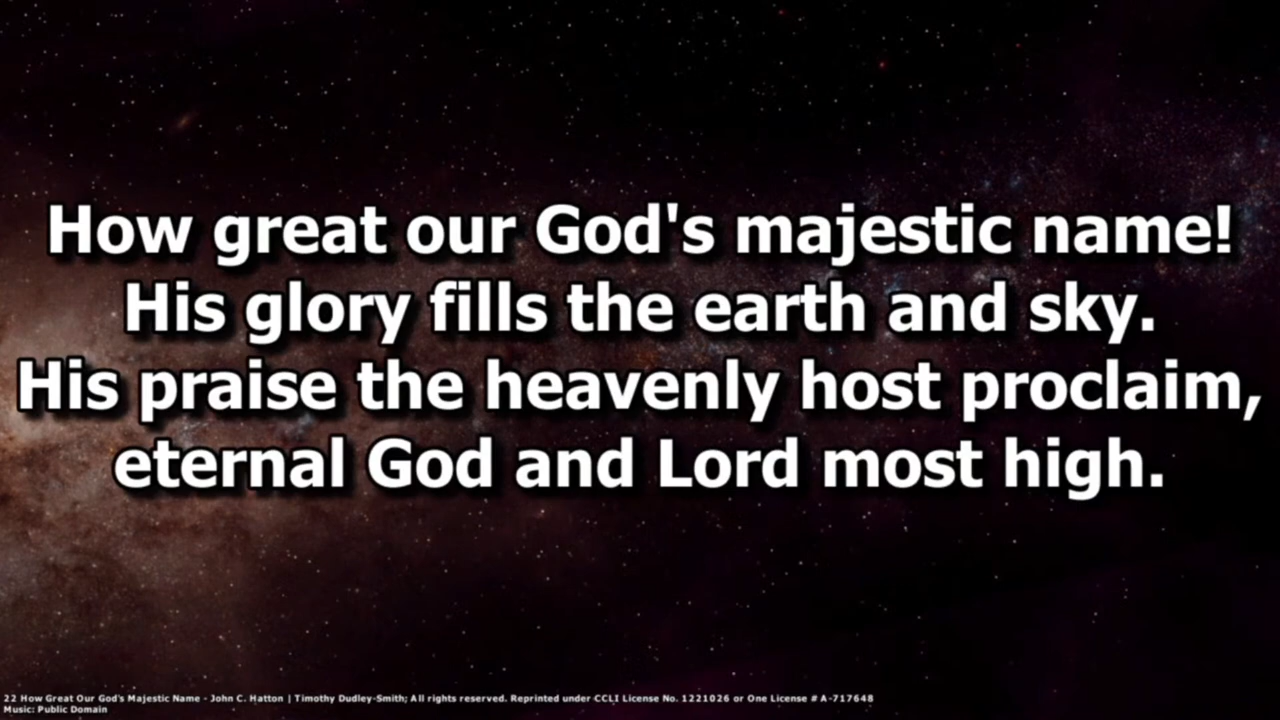 How great our God's majestic name!
His glory fills the earth and sky.
His praise the heavenly host proclaim,
eternal God and Lord most high.
22 How Great Our God's Majestic Name - John C. Hatton | Timothy Dudley-Smith; All rights reserved. Reprinted under CCLI License No. 1221026 or One License # A-717648
Music: Public Domain